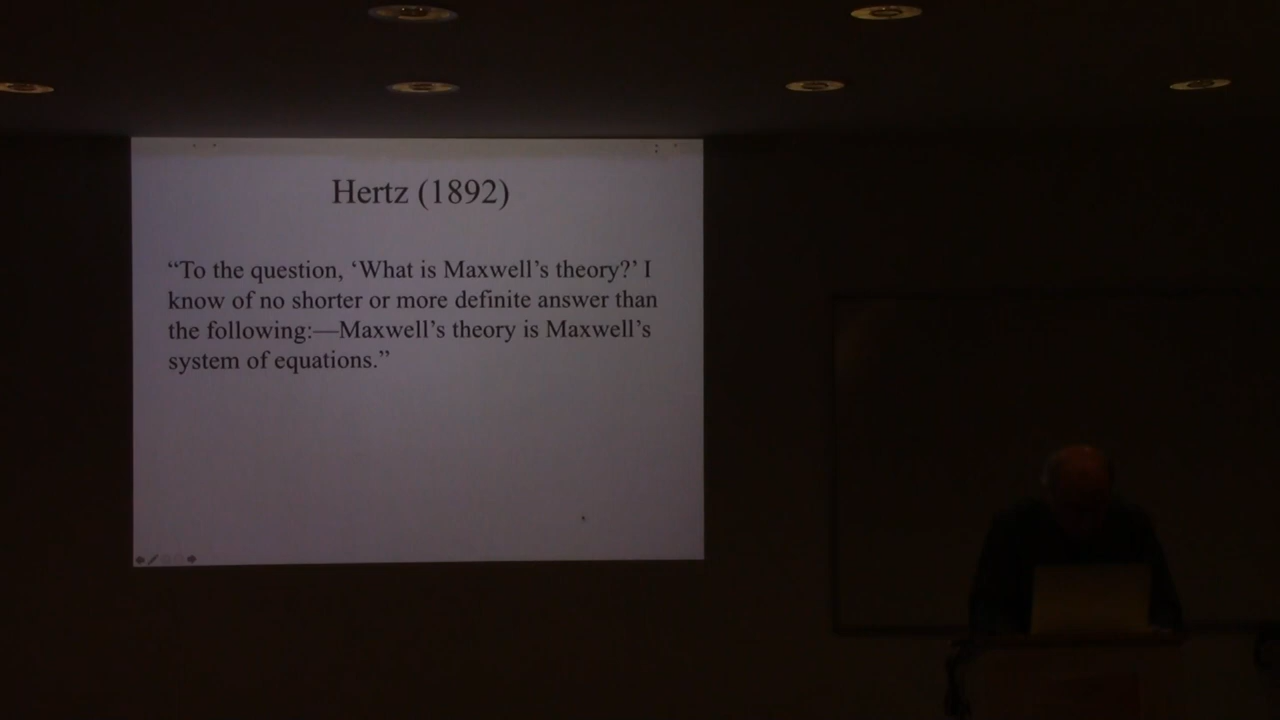 Hertz (1892)
“To the question, ‘What is Maxwell’s theory?’ I
know of no shorter or more definite answer than
the following:—Maxwell’s theory is Maxwell’s
system of equations.”